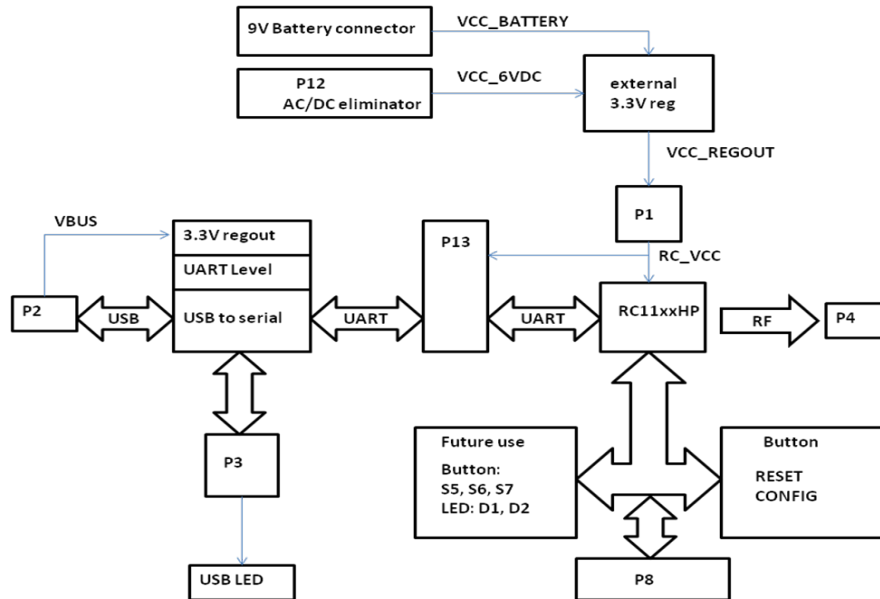 9V Battery connector
VCC_BATTERY
P12
AC/DC eliminator
VCC_6VDC
external
3.3V reg
VCC_REGOUT
P1
RC_VCC
VBUS
3.3V regout
UART Level
USB to serial
P2
USB
UART
P13
UART
RC11xxHP
RF
P4
P3
USB LED
Future use
Button:
S5, S6, S7
LED: D1, D2
Button
RESET
CONFIG
P8